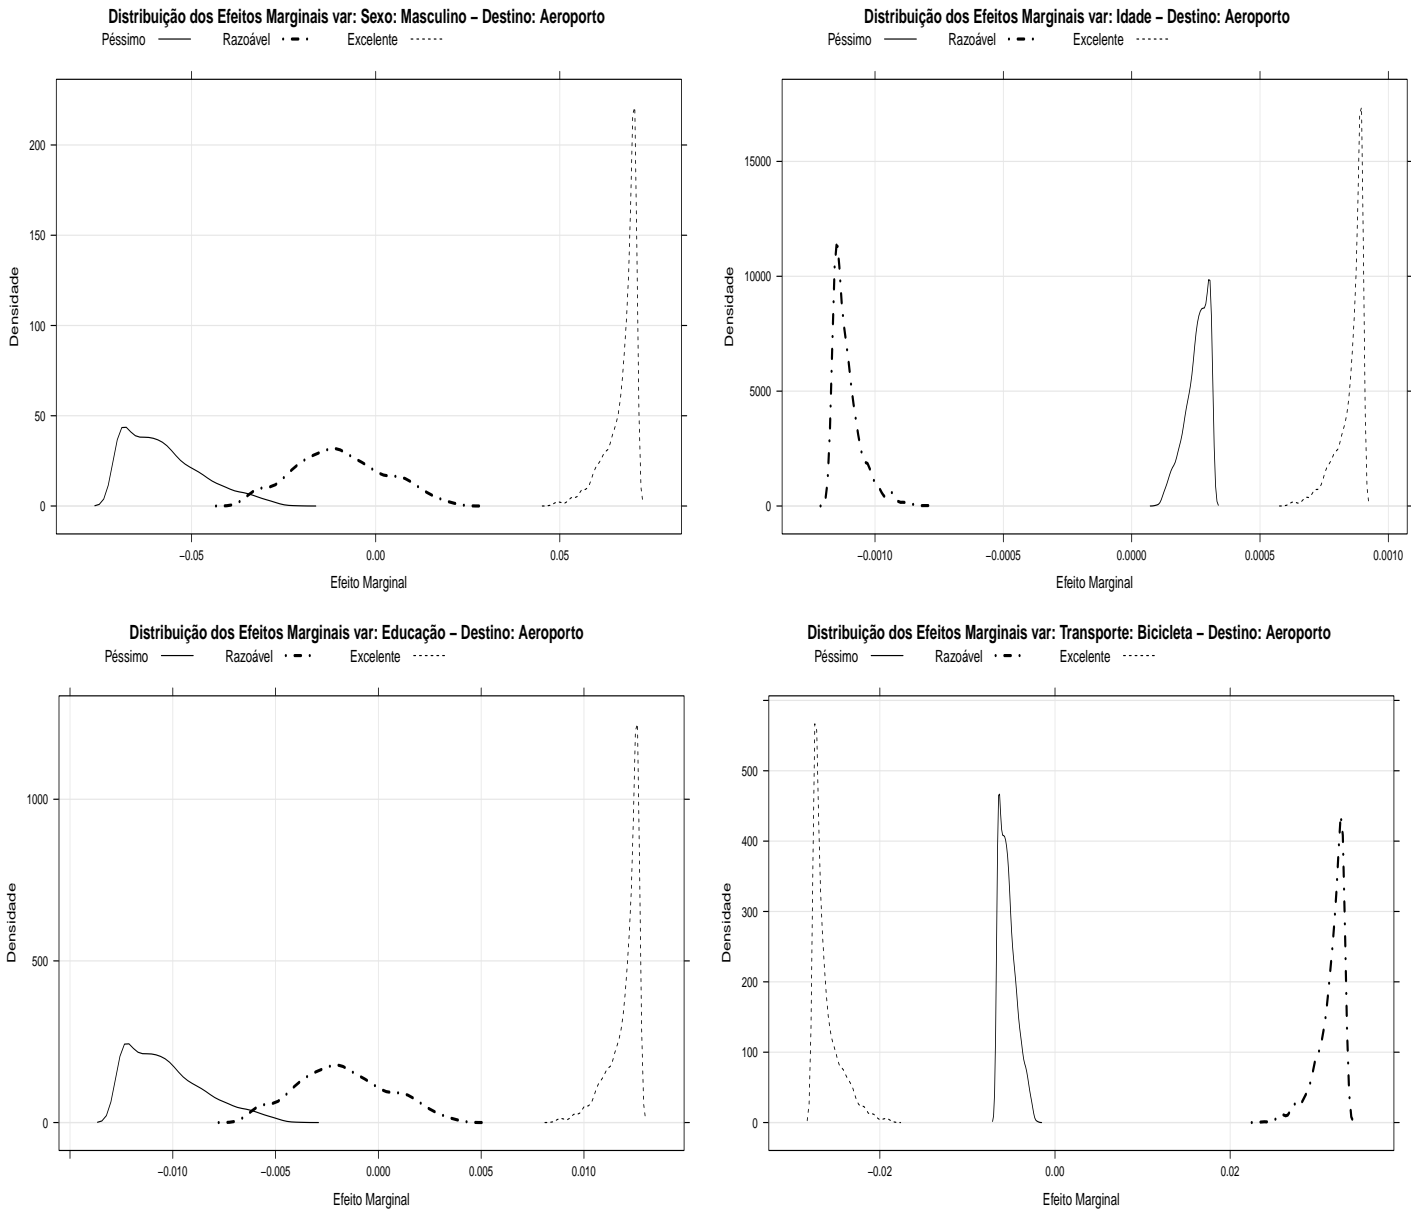 Distribuição dos Efeitos Marginais var: Sexo: Masculino – Destino: Aeroporto
Péssimo Razoável Excelente
200
150
100
50
0
Densidade
−0.05 0.00 0.05
Efeito Marginal
Distribuição dos Efeitos Marginais var: Idade – Destino: Aeroporto
Péssimo Razoável Excelente
15000
10000
5000
0
Densidade
−0.0010 −0.0005 0.0000 0.0005 0.0010
Efeito Marginal
Distribuição dos Efeitos Marginais var: Educação – Destino: Aeroporto
Péssimo Razoável Excelente
1000
500
0
Densidade
−0.010 −0.005 0.000 0.005 0.010
Efeito Marginal
Distribuição dos Efeitos Marginais var: Transporte: Bicicleta – Destino: Aeroporto
Péssimo Razoável Excelente
500
400
300
200
100
0
Densidade
−0.02 0.00 0.02
Efeito Marginal